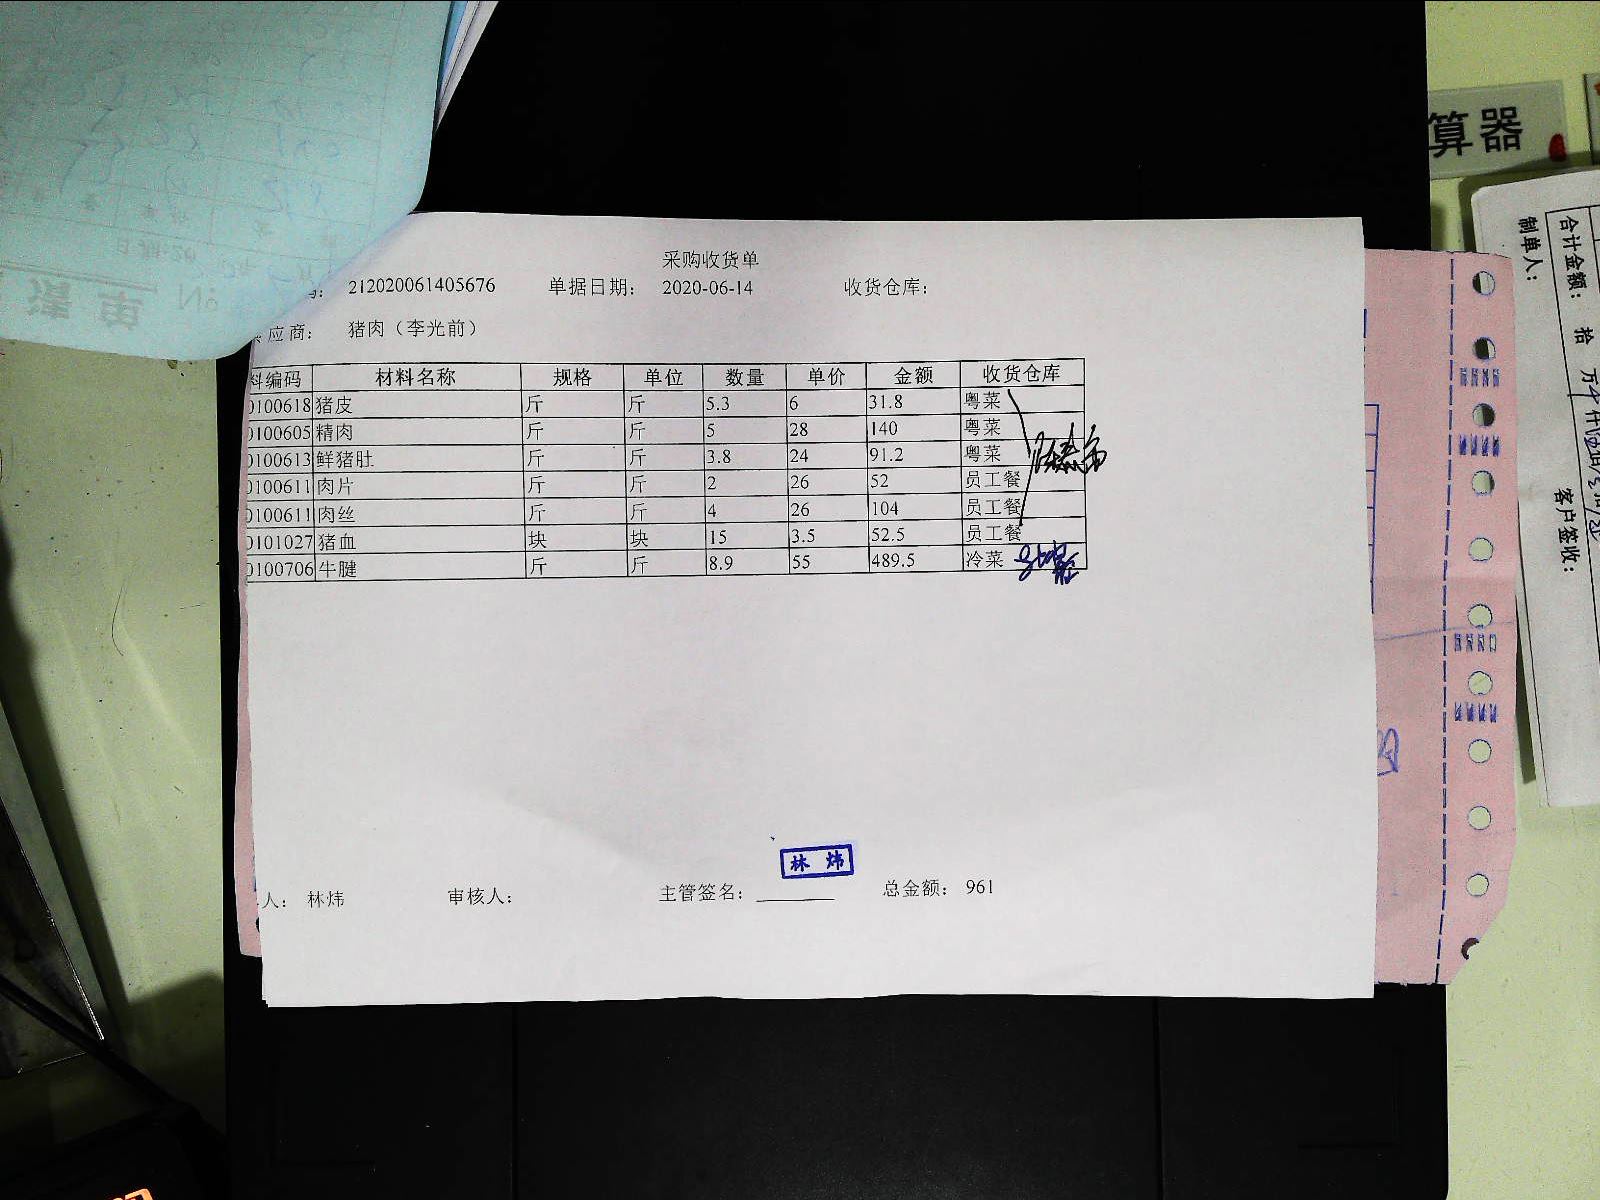 采购收货单
212020061405676 单据日期: 2020-06-14 收货仓库:
应商: 猪肉（李光前）
料编码 材料名称 规格 单位 数量 单价 金额 收货仓库
0100618 猪皮 斤 斤 5.3 6 31.8 粤菜
0100605 精肉 斤 斤 5 28 140 粤菜
0100613 鲜猪肚 斤 斤 3.8 24 91.2 粤菜
0100611 肉片 斤 斤 2 26 52 员工餐
0100611 肉丝 斤 斤 4 26 104 员工餐
0101027 猪血 块 块 15 3.5 52.5 员工餐
0100706 牛腱 斤 斤 8.9 55 489.5 冷菜
林炜
人: 林炜 审核人: 主管签名: 总金额: 961
算器
合计金额: 拾 万
制单人:
客户签收: